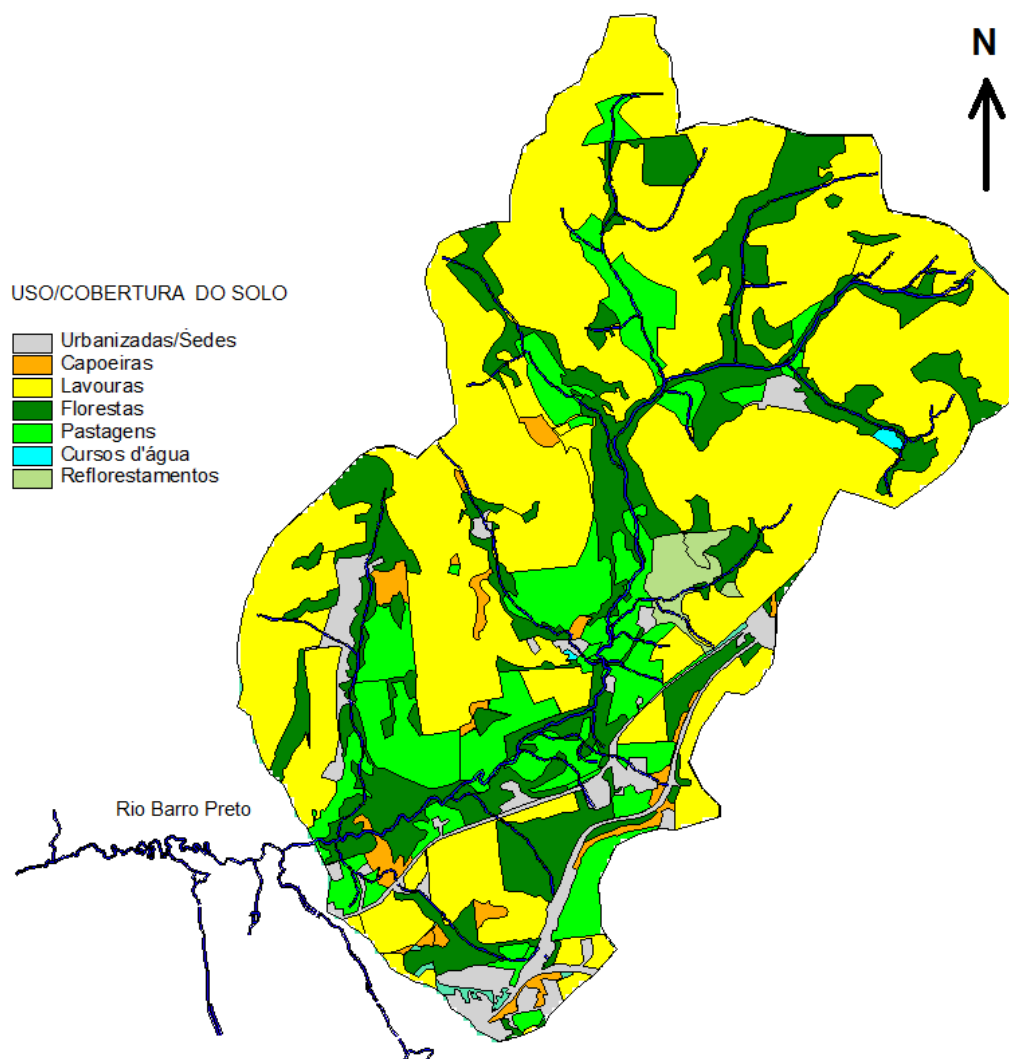 N
USO/COBERTURA DO SOLO
Urbanizadas/Sedes
Capoeiras
Lavouras
Florestas
Pastagens
Cursos d'água
Reflorestamentos
Rio Barro Preto